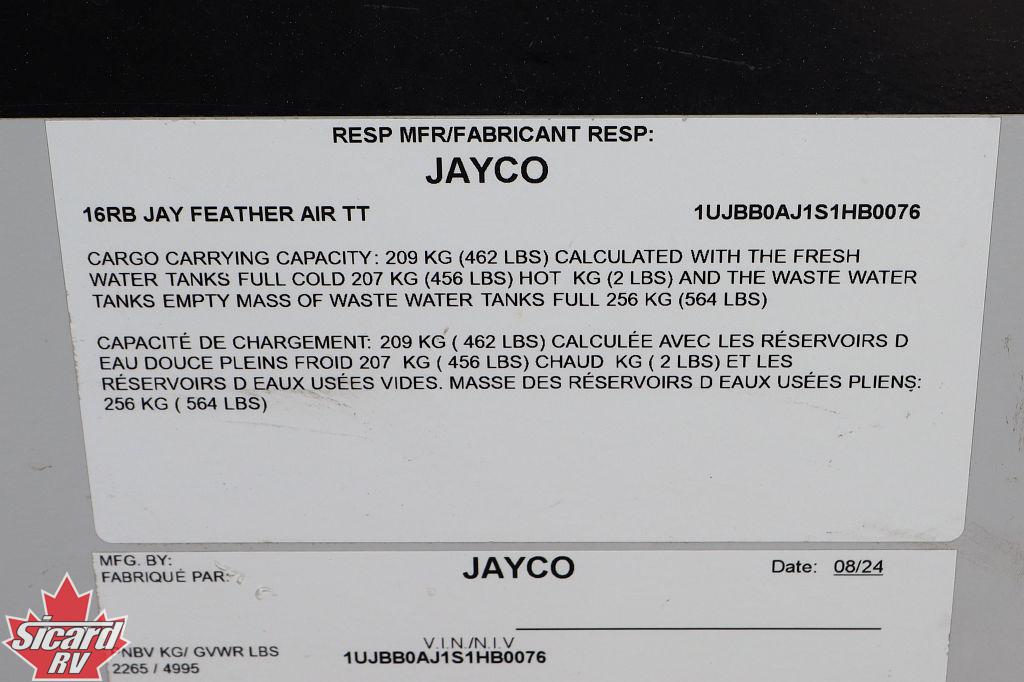 RESP MFR/FABRICANT RESP:
JAYCO
16RB JAY FEATHER AIR TT 1UJBB0AJ1S1HB0076
CARGO CARRYING CAPACITY: 209 KG (462 LBS) CALCULATED WITH THE FRESH
WATER TANKS FULL COLD 207 KG (456 LBS) HOT KG (2 LBS) AND THE WASTE WATER
TANKS EMPTY MASS OF WASTE WATER TANKS FULL 256 KG (564 LBS)
CAPACITÉ DE CHARGEMENT: 209 KG ( 462 LBS) CALCULÉE AVEC LES RÉSERVOIRS D
EAU DOUCE PLEINS FROID 207 KG ( 456 LBS) CHAUD KG ( 2 LBS) ET LES
RÉSERVOIRS D EAUX USÉES VIDES. MASSE DES RÉSERVOIRS D EAUX USÉES PLIENS:
256 KG ( 564 LBS)
MFG. BY: JAYCO Date: 08/24
FABRIQUÉ PAR:
V.I.N./N.I.V
KG/ GVWR LBS 1UJBB0AJ1S1HB0076
2265 / 4995
Sicard
RV